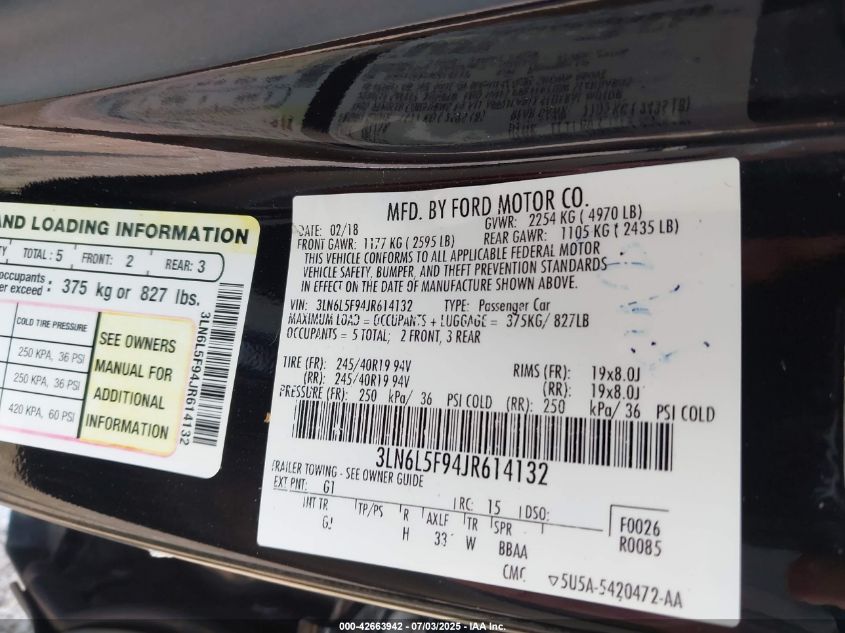 AND LOADING INFORMATION
TOTAL: 5 FRONT: 2 REAR: 3
occupants
er exceed : 375 kg or 827 lbs.
COLD TIRE PRESSURE
250 KPA, 36 PSI
250 KPA, 36 PSI
420 KPA, 60 PSI
SEE OWNERS
MANUAL FOR
ADDITIONAL
INFORMATION
3LN6L5F94JR614132
MFD. BY FORD MOTOR CO.
DATE: 02/18 GVWR: 2254 KG ( 4970 LB)
FRONT GAWR: 1177 KG ( 2595 LB) REAR GAWR: 1105 KG ( 2435 LB)
THIS VEHICLE CONFORMS TO ALL APPLICABLE FEDERAL MOTOR
VEHICLE SAFETY, BUMPER, AND THEFT PREVENTION STANDARDS
IN EFFECT ON THE DATE OF MANUFACTURE SHOWN ABOVE.
VIN: 3LN6L5F94JR614132 TYPE: Passenger Car
MAXIMUM LOAD = OCCUPANTS + LUGGAGE = 375KG/ 827LB
OCCUPANTS = 5 TOTAL; 2 FRONT, 3 REAR
TIRE (FR): 245/40R19 94V RIMS (FR): 19x8.0J
(RR): 245/40R19 94V (RR): 19x8.0J
PRESSURE (FR): 250 kPa/ 36 PSI COLD (RR): 250 kPa/ 36 PSI COLD
3LN6L5F94JR614132
TRAILER TOWING - SEE OWNER GUIDE
EXT PNT: G1 RC: 15 DSO:
INT TR TP/PS R AXLE TR SPR F0026
GJ H 33 W BBAA R0085
CMC 5U5A-5420472-AA
000-42663942 - 07/03/2025 - IAA, Inc.